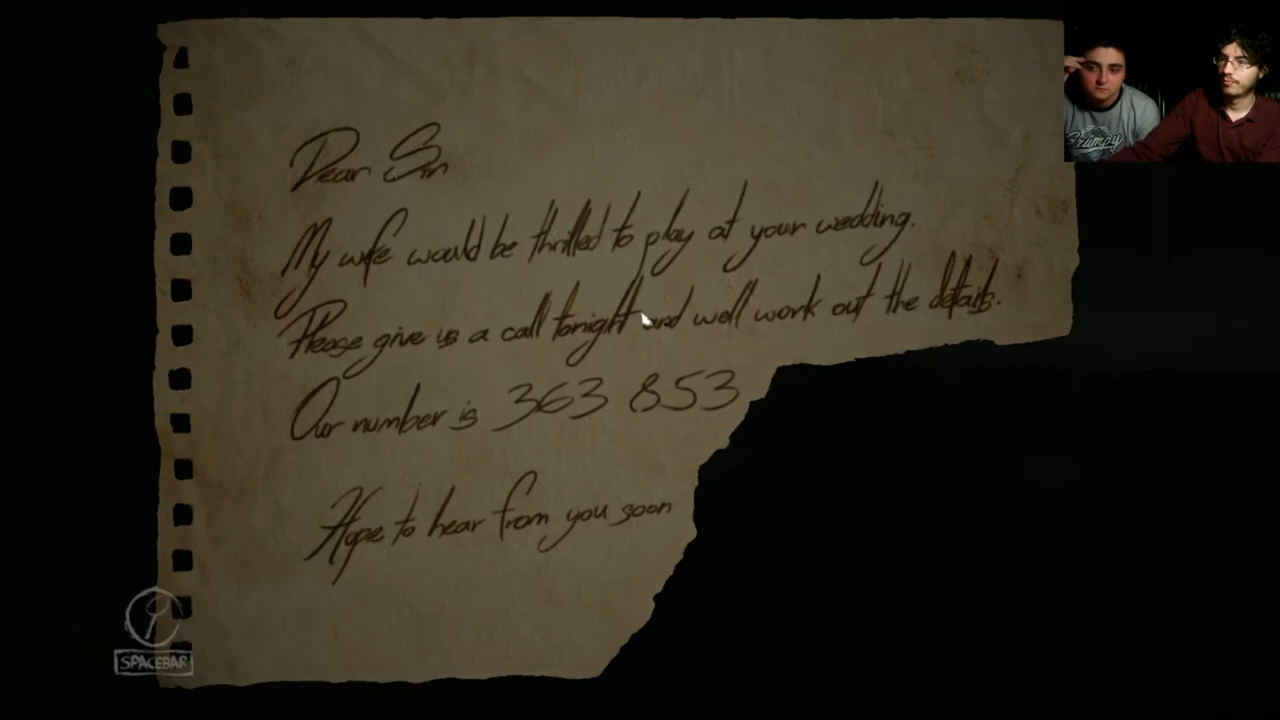 Dear Sir
My wife would be thrilled to play at your wedding.
Please give us a call tonight and well work out the details.
Our number is 363 853
Hope to hear from you soon
SPACEBAR
Grumpy